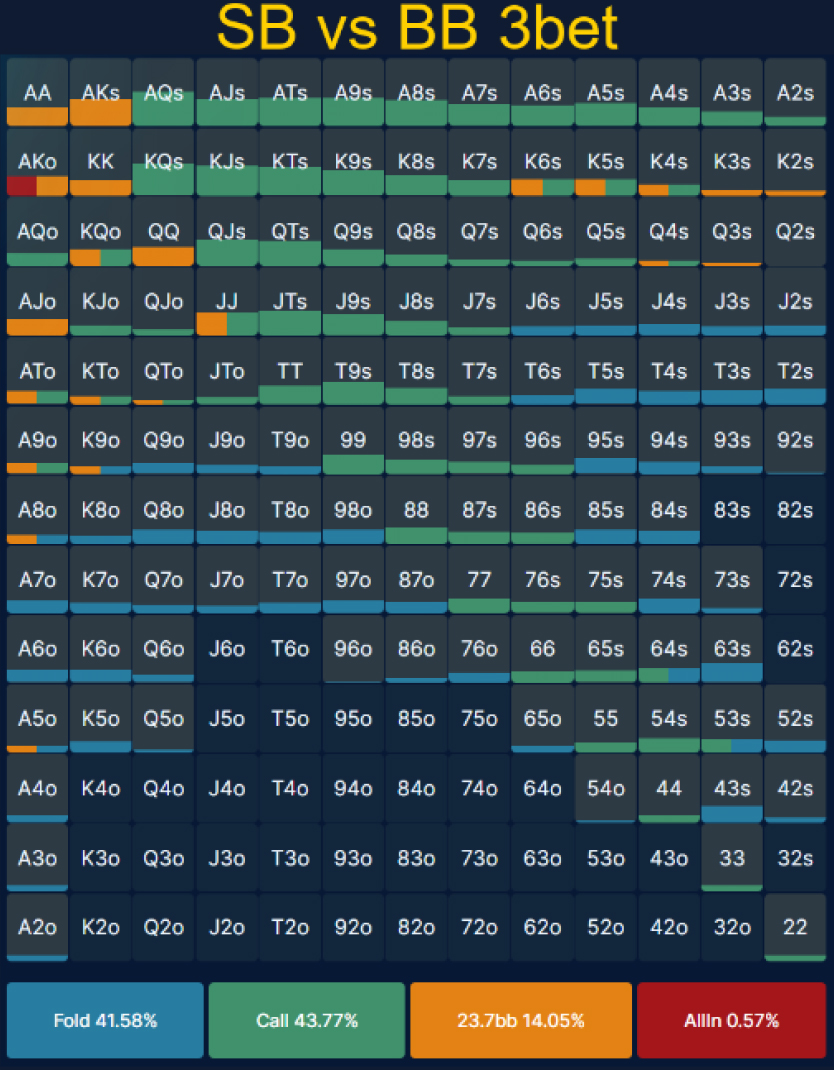 SB vs BB 3bet
AA AKs AQs AJs ATs A9s A8s A7s A6s A5s A4s A3s A2s
AKo KK KQs KJs KTs K9s K8s K7s K6s K5s K4s K3s K2s
AQo KQo QQ QJs QTs Q9s Q8s Q7s Q6s Q5s Q4s Q3s Q2s
AJo KJo QJo JJ JTs J9s J8s J7s J6s J5s J4s J3s J2s
ATo KTo QTo JTo TT T9s T8s T7s T6s T5s T4s T3s T2s
A9o K9o Q9o J9o T9o 99 98s 97s 96s 95s 94s 93s 92s
A8o K8o Q8o J8o T8o 98o 88 87s 86s 85s 84s 83s 82s
A7o K7o Q7o J7o T7o 97o 87o 77 76s 75s 74s 73s 72s
A6o K6o Q6o J6o T6o 96o 86o 76o 66 65s 64s 63s 62s
A5o K5o Q5o J5o T5o 95o 85o 75o 65o 55 54s 53s 52s
A4o K4o Q4o J4o T4o 94o 84o 74o 64o 54o 44 43s 42s
A3o K3o Q3o J3o T3o 93o 83o 73o 63o 53o 43o 33 32s
A2o K2o Q2o J2o T2o 92o 82o 72o 62o 52o 42o 32o 22
Fold 41.58% Call 43.77% 23.7bb 14.05% AllIn 0.57%